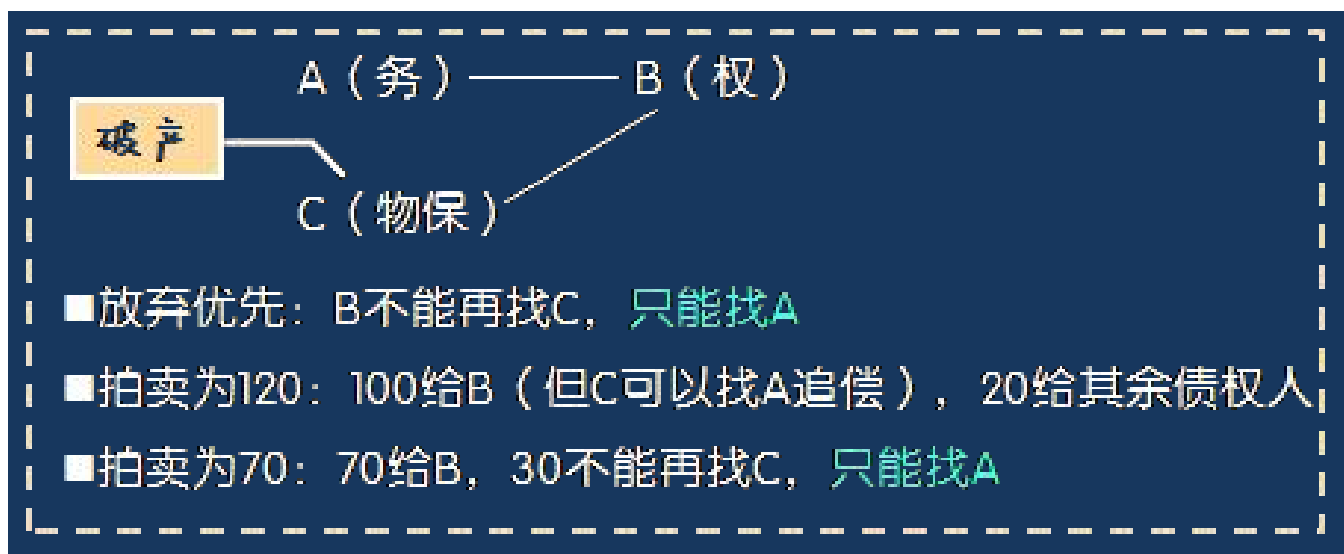 A（务）——B（权）
破产
C（物保）
■放弃优先：B不能再找C，只能找A
■拍卖为120：100给B（但C可以找A追偿），20给其余债权人
■拍卖为70：70给B，30不能再找C，只能找A